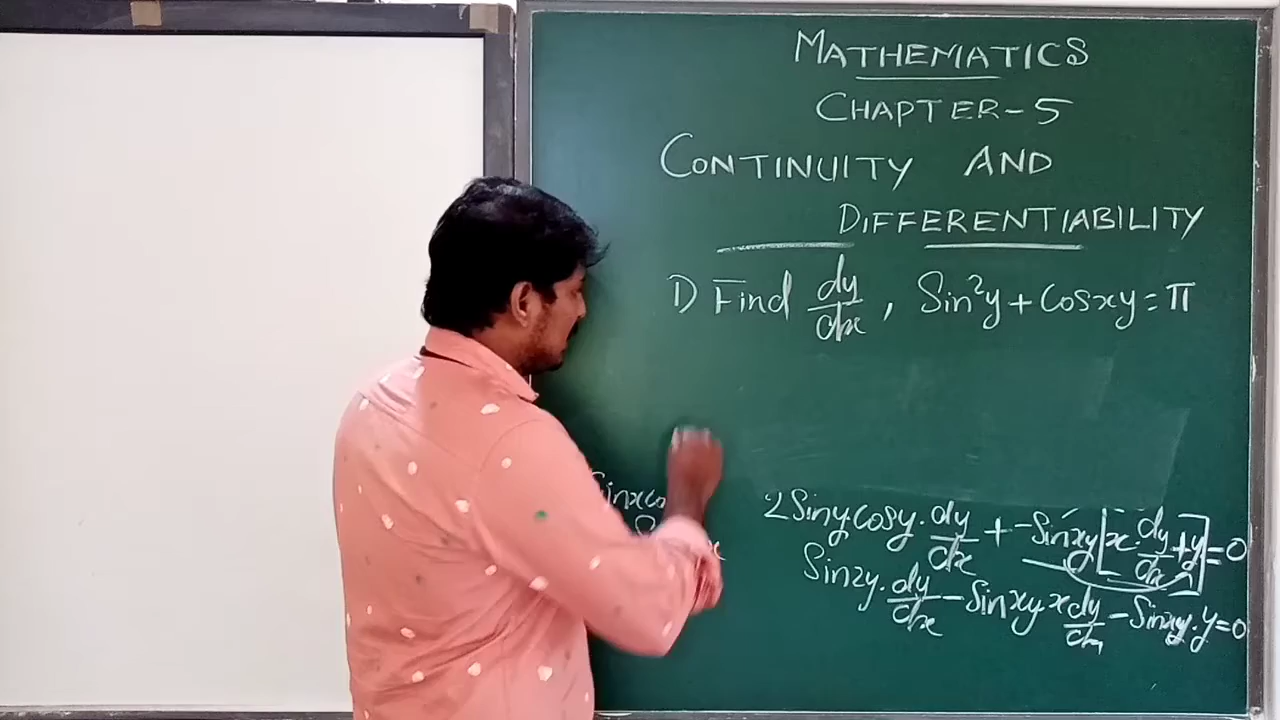 MATHEMATICS
CHAPTER-5
CONTINUITY AND
DIFFERENTIABILITY
1) Find dy/dx, Sin²y + Cosxy = π
Sinxco
2Siny.cosy.dy/dx + -Sinxy[x.dy/dx+y]=0
Sin2y.dy/dx - Sinxy.x dy/dx - Sinxy.y=0